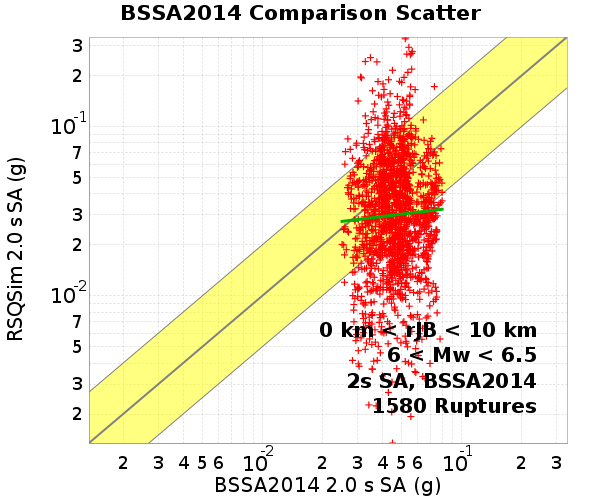 BSSA2014 Comparison Scatter
RSQSim 2.0 s SA (g)
3
2
10-1
7
5
3
2
10-2
7
5
3
2
0 km < rJB < 10 km
6 < Mw < 6.5
2s SA, BSSA2014
1580 Ruptures
2 3 4 5 6 10-2 2 3 4 5 6 10-1 2 3
BSSA2014 2.0 s SA (g)